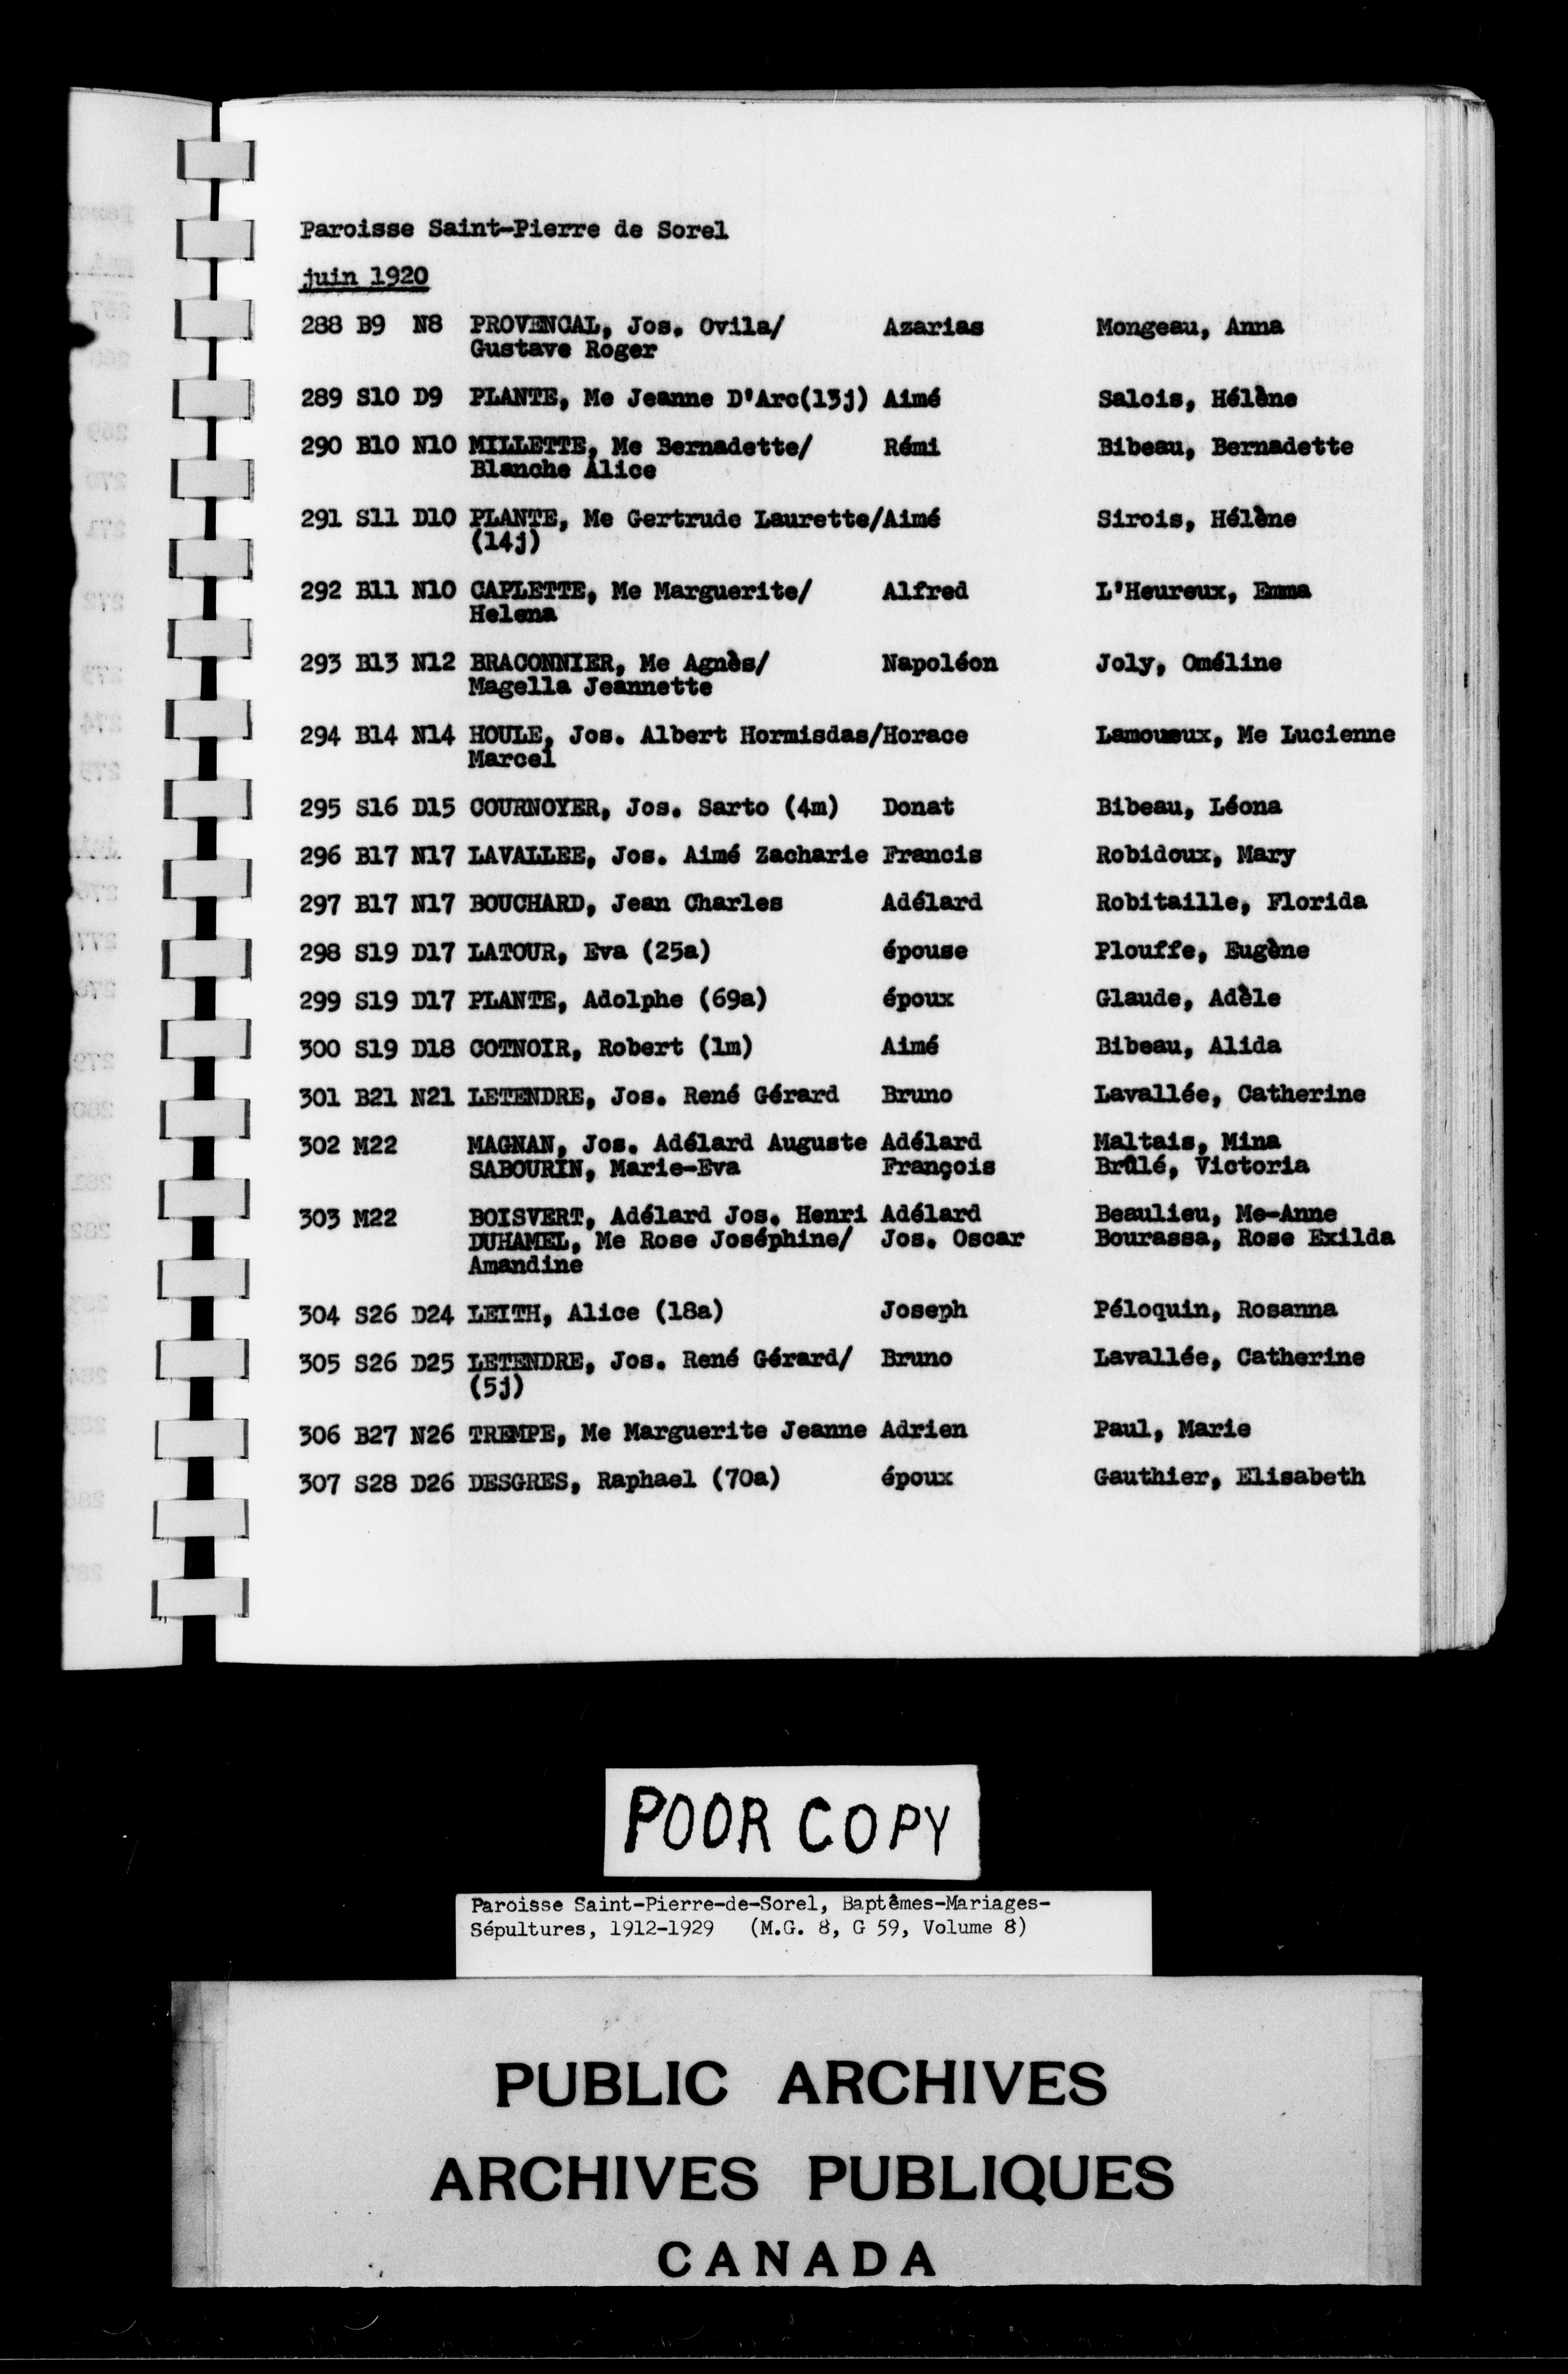 Paroisse Saint-Pierre de Sorel
juin 1920
288 B9 N8 PROVENCAL, Jos. Ovila/ Azarias Mongeau, Anna
Gustave Roger
289 S10 D9 PLANTE, Me Jeanne D'Arc(13j) Aimé Salois, Hélène
290 B10 N10 MILLETTE, Me Bernadette/ Rémi Bibeau, Bernadette
Blanche Alice
291 S11 D10 PLANTE, Me Gertrude Laurette/Aimé Sirois, Hélène
(14j)
292 B11 N10 CAPLETTE, Me Marguerite/ Alfred L'Heureux, Emma
Helena
293 B13 N12 BRACONNIER, Me Agnès/ Napoléon Joly, Oméline
Magella Jeannette
294 B14 N14 HOULE, Jos. Albert Hormisdas/Horace Me Lucienne
Marcel
295 S16 D15 COURNOYER, Jos. Sarto (4m) Donat Bibeau, Léona
296 B17 N17 LAVALLEE, Jos. Aimé Zacharie Francis Robidoux, Mary
297 B17 N17 BOUCHARD, Jean Charles Adélard Robitaille, Florida
298 S19 D17 LATOUR, Eva (25a) épouse Plouffe, Eugène
299 S19 D17 PLANTE, Adolphe (69a) époux Glaude, Adèle
300 S19 D18 COTNOIR, Robert (1m) Aimé Bibeau, Alida
301 B21 N21 LETENDRE, Jos. René Gérard Bruno Lavallée, Catherine
302 M22 MAGNAN, Jos. Adélard Auguste Adélard Maltais, Mina
SABOURIN, Marie-Eva François Brûlé, Victoria
303 M22 BOISVERT, Adélard Jos. Henri Adélard Beaulieu, Me-Anne
DUHAMEL, Me Rose Joséphine/ Jos. Oscar Bourassa, Rose Exilda
Amandine
304 S26 D24 LEITH, Alice (18a) Joseph Péloquin, Rosanna
305 S26 D25 LETENDRE, Jos. René Gérard/ Bruno Lavallée, Catherine
(5j)
306 B27 N26 TREMPE, Me Marguerite Jeanne Adrien Paul, Marie
307 S28 D26 DESGRES, Raphael (70a) époux Gauthier, Elisabeth
POOR COPY
Paroisse Saint-Pierre-de-Sorel, Baptêmes-Mariages-
Sépultures, 1912-1929 (M.G. 8, G 59, Volume 8)
PUBLIC ARCHIVES
ARCHIVES PUBLIQUES
CANADA